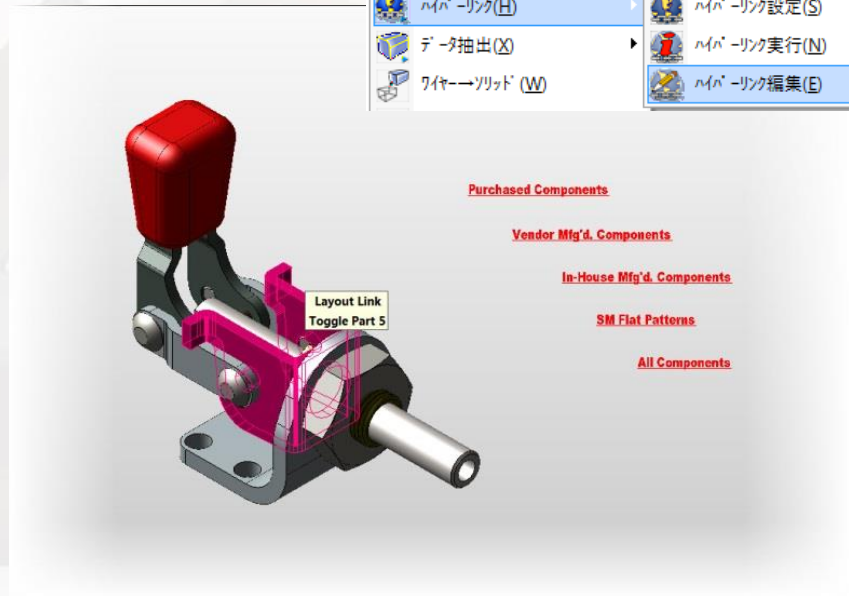 ﾊｲﾊﾟｰﾘﾝｸ(H)
ﾊｲﾊﾟｰﾘﾝｸ設定(S)
ﾃﾞｰﾀ抽出(X)
ﾊｲﾊﾟｰﾘﾝｸ実行(N)
ﾜｲﾔｰ→ｿﾘｯﾄﾞ(W)
ﾊｲﾊﾟｰﾘﾝｸ編集(E)
Purchased Components
Vendor Mfg'd. Components
In-House Mfg'd. Components
Layout Link
Toggle Part 5
SM Flat Patterns
All Components